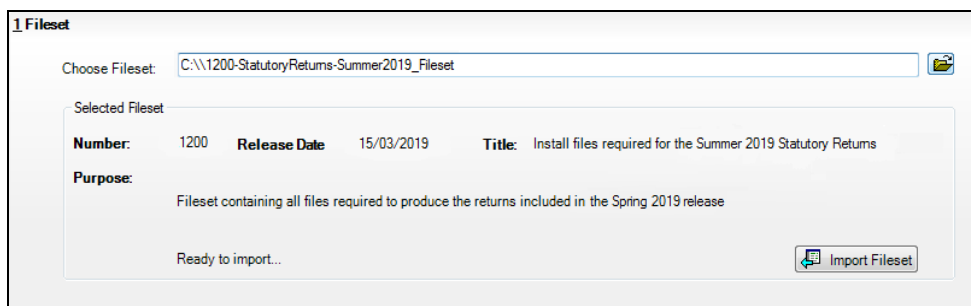 1 Fileset
Choose Fileset: C:\\1200-StatutoryReturns-Summer2019_Fileset
Selected Fileset
Number: 1200 Release Date 15/03/2019 Title: Install files required for the Summer 2019 Statutory Returns
Purpose:
Fileset containing all files required to produce the returns included in the Spring 2019 release
Ready to import... Import Fileset